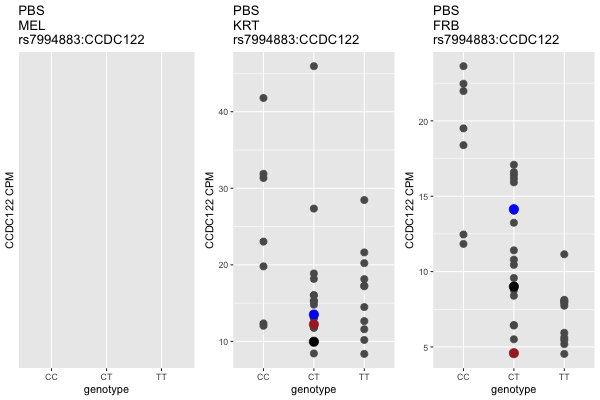 PBS
MEL
rs7994883:CCDC122
CCDC122 CPM
CC CT TT
genotype
PBS
KRT
rs7994883:CCDC122
CCDC122 CPM
40
30
20
10
CC CT TT
genotype
PBS
FRB
rs7994883:CCDC122
CCDC122 CPM
20
15
10
5
CC CT TT
genotype